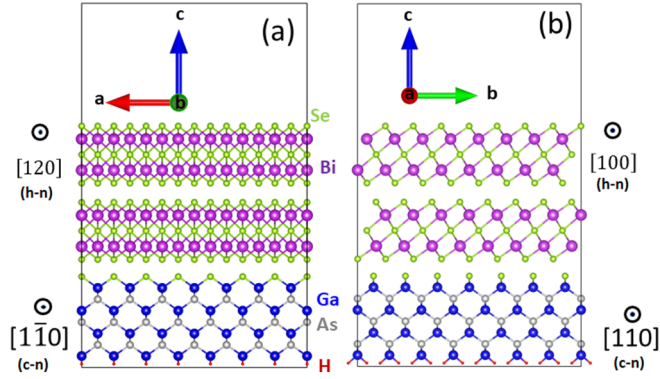 (a)
c
a
b
Se
[120]
(h-n)
Bi
Ga
As
[11̄0]
(c-n)
H
(b)
c
a
b
[100]
(h-n)
[110]
(c-n)